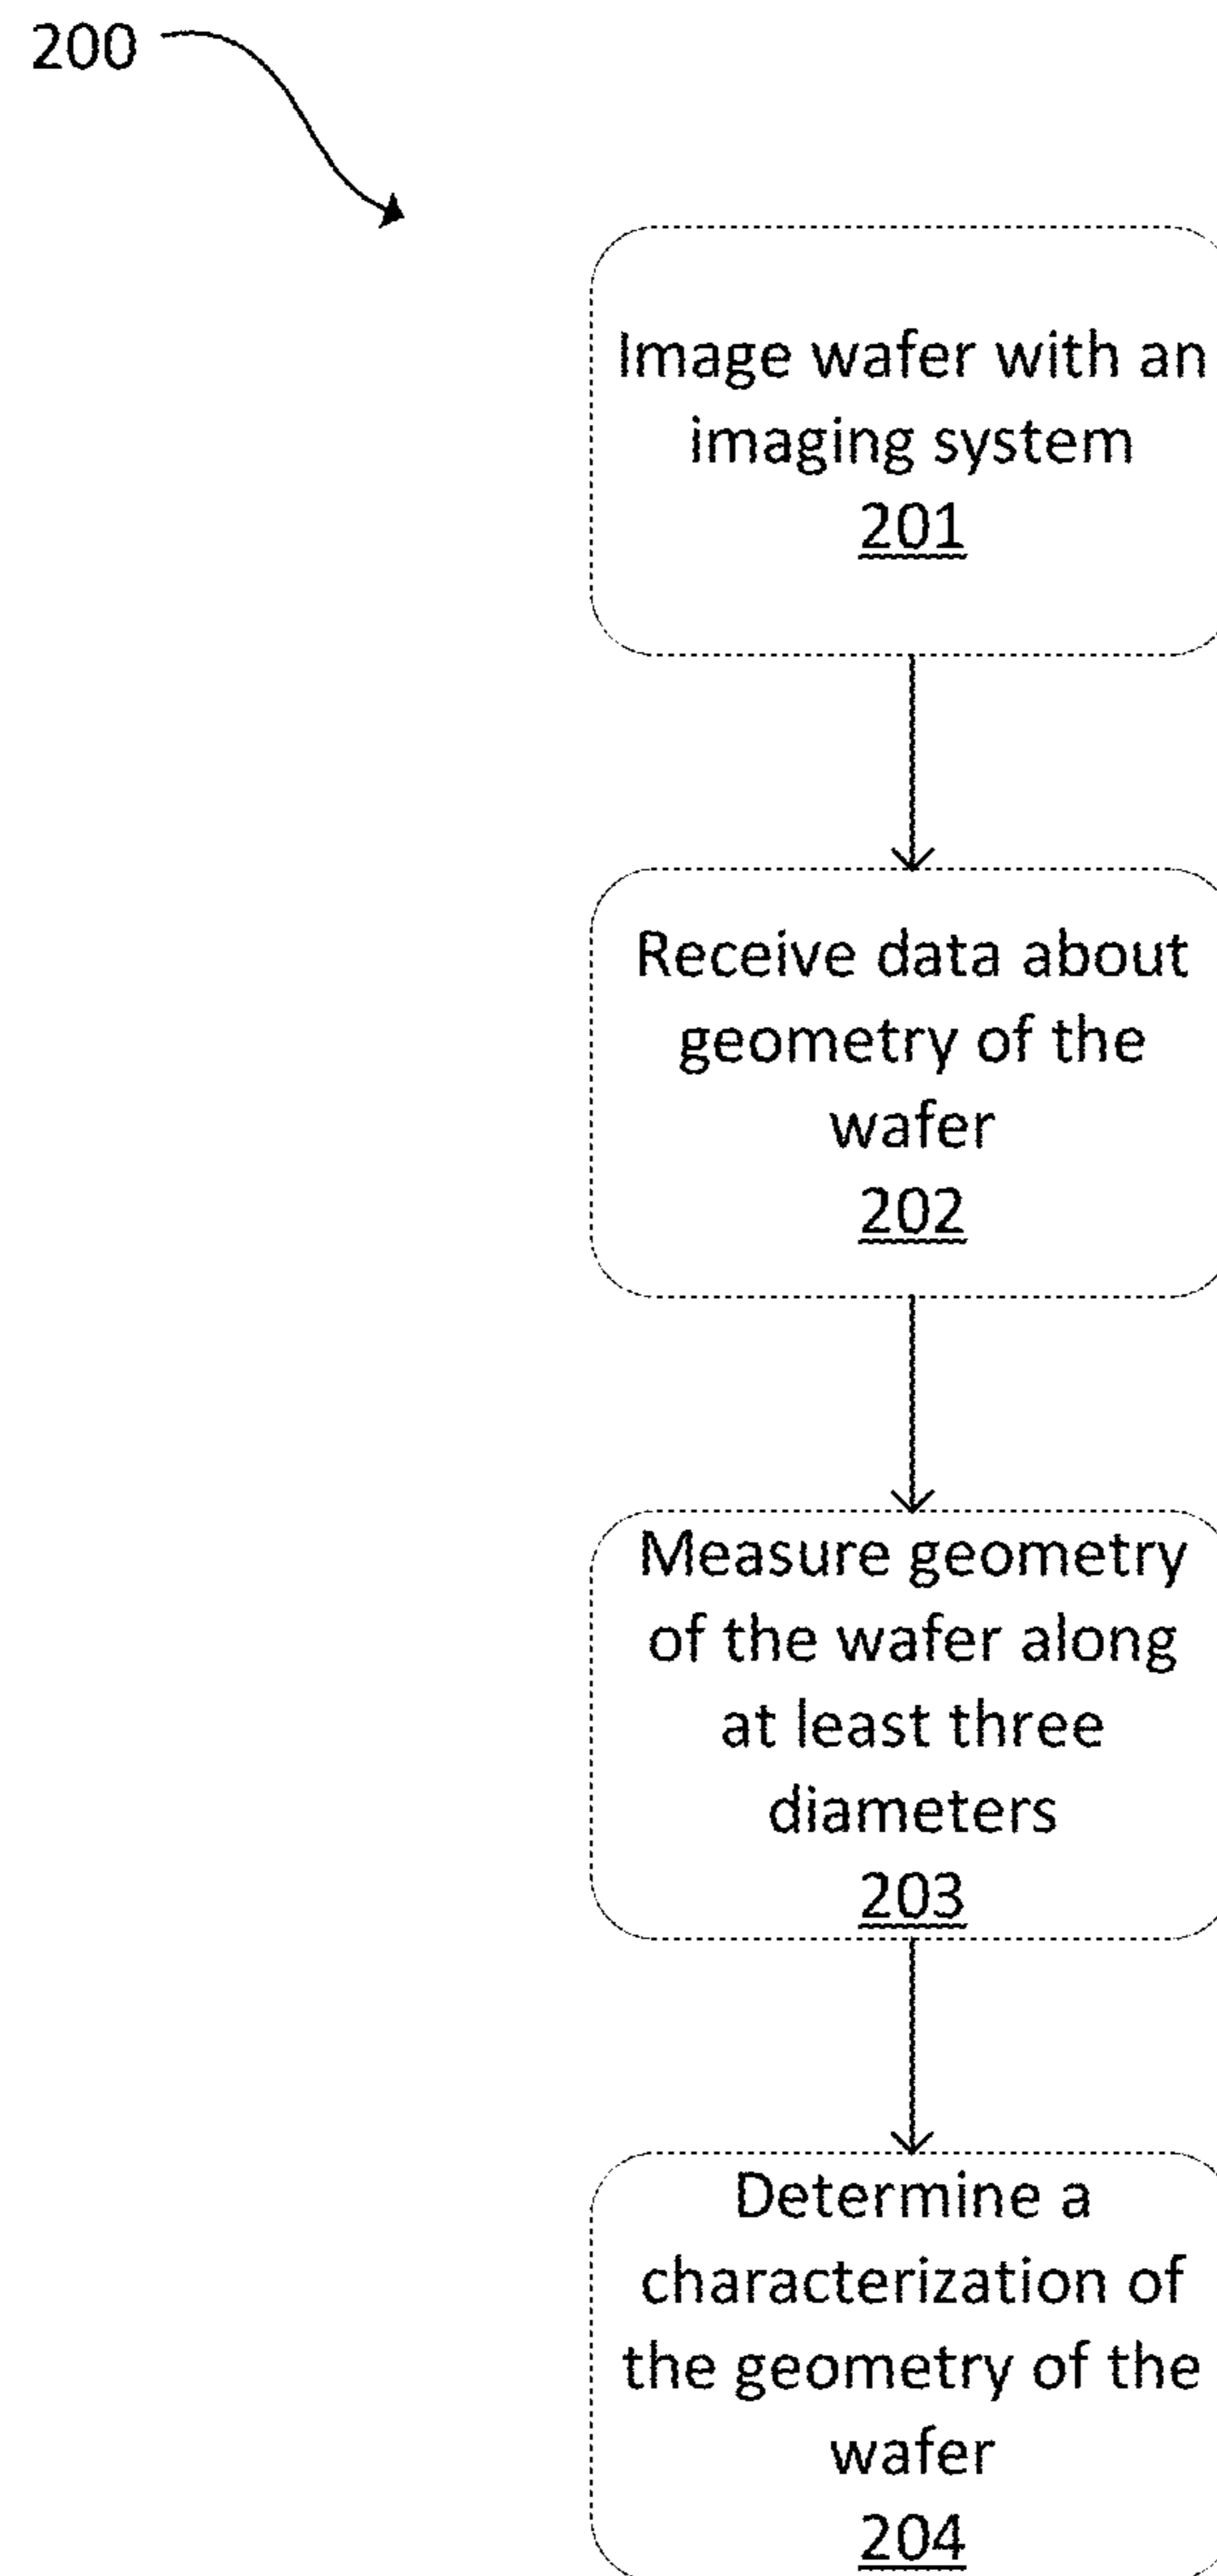 200
Image wafer with an
imaging system
201
Receive data about
geometry of the
wafer
202
Measure geometry
of the wafer along
at least three
diameters
203
Determine a
characterization of
the geometry of the
wafer
204